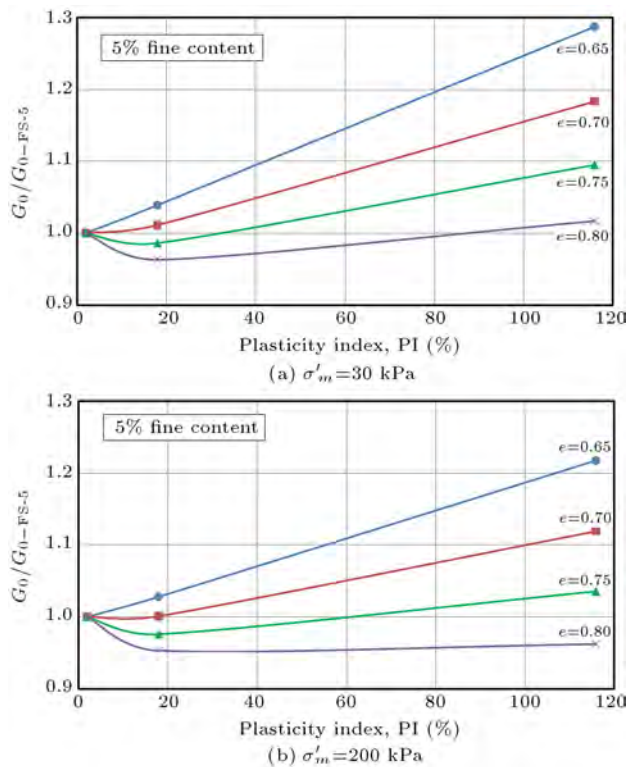 1.3
5% fine content
e=0.65
1.2
e=0.70
G₀/G₀₋FS-5
1.1
e=0.75
1.0
e=0.80
0.9
0 20 40 60 80 100 120
Plasticity index, PI (%)
(a) σ′ₘ=30 kPa
1.3
5% fine content
e=0.65
1.2
e=0.70
G₀/G₀₋FS-5
1.1
e=0.75
1.0
e=0.80
0.9
0 20 40 60 80 100 120
Plasticity index, PI (%)
(b) σ′ₘ=200 kPa